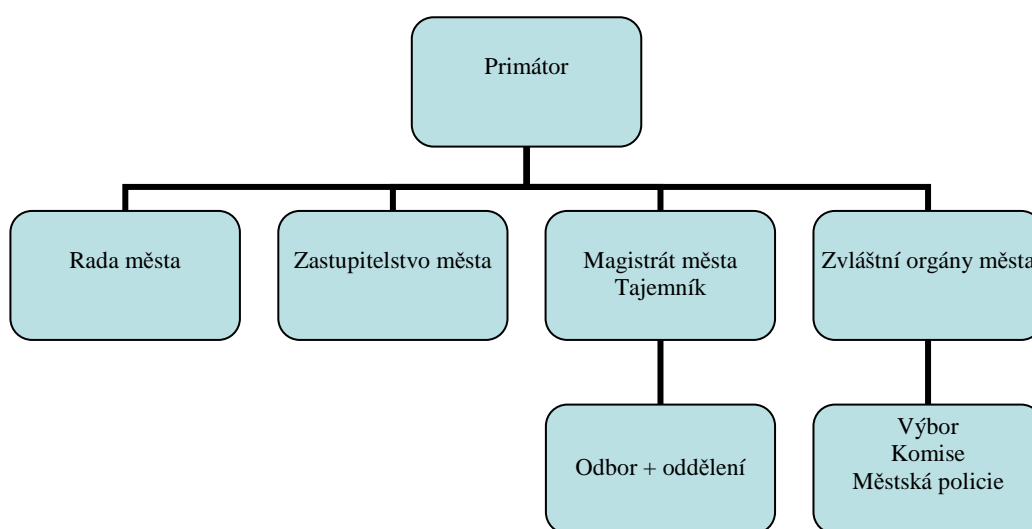 Primátor
Rada města
Zastupitelstvo města
Magistrát města
Tajemník
Zvláštní orgány města
Odbor + oddělení
Výbor
Komise
Městská policie